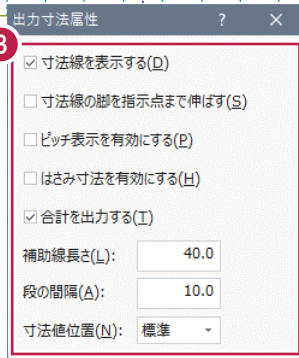 出力寸法属性 ? ×
3
寸法線を表示する(D)
寸法線の脚を指示点まで伸ばす(S)
ピッチ表示を有効にする(P)
はさみ寸法を有効にする(H)
合計を出力する(T)
補助線長さ(L): 40.0
段の間隔(A): 10.0
寸法値位置(N): 標準